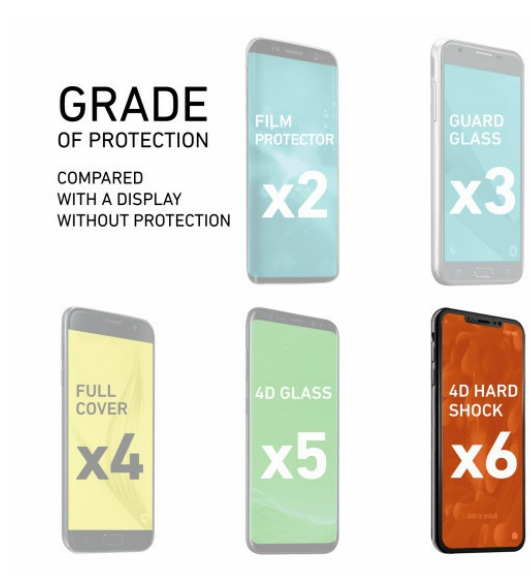 GRADE
OF PROTECTION
COMPARED
WITH A DISPLAY
WITHOUT PROTECTION
FILM
PROTECTOR
x2
GUARD
GLASS
x3
FULL
COVER
x4
4D GLASS
x5
4D HARD
SHOCK
x6